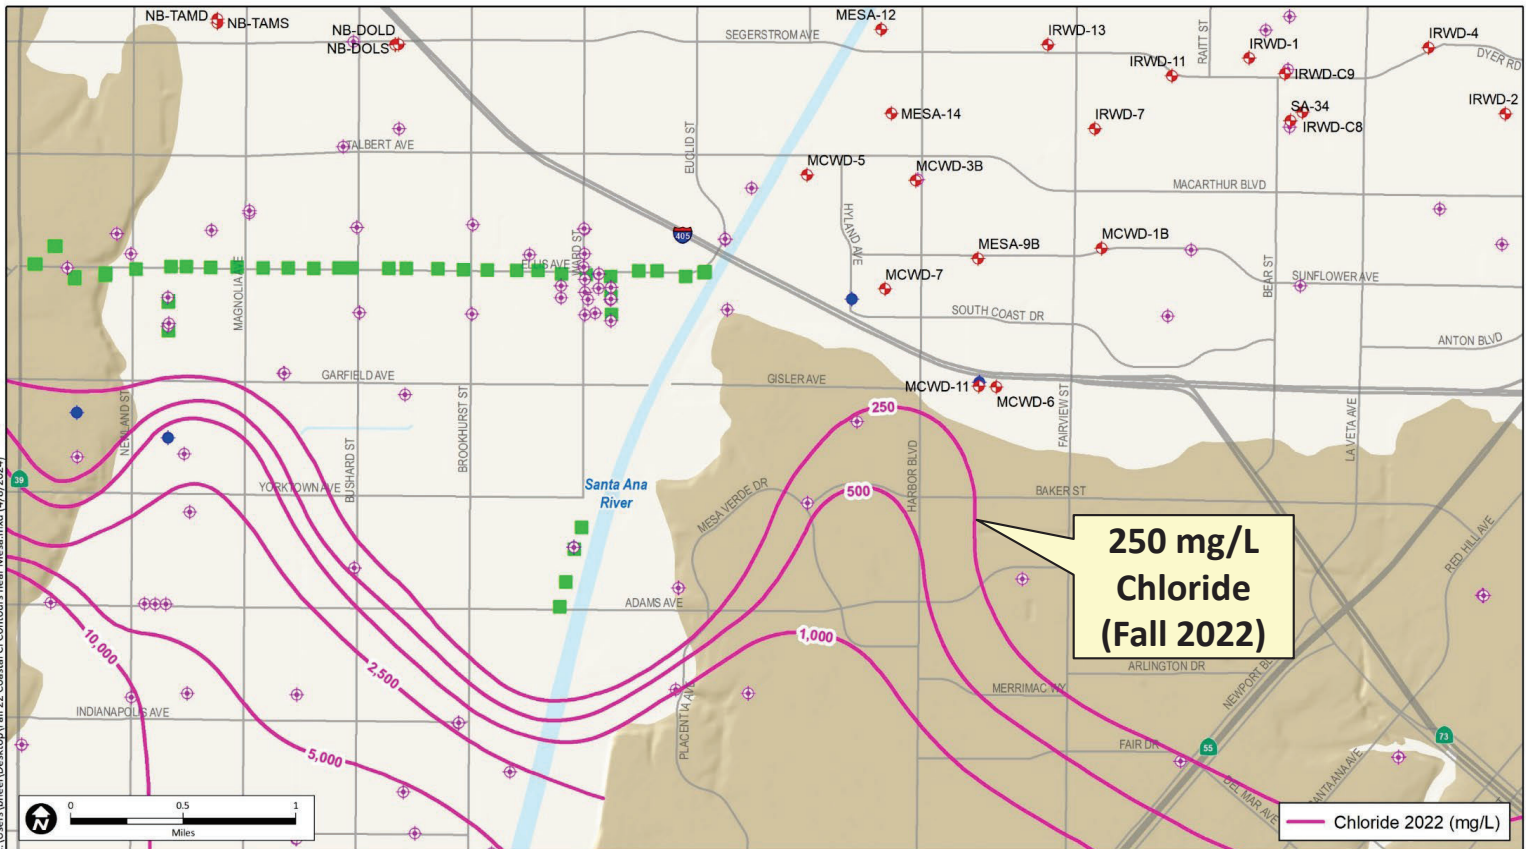 NB-TAMD
NB-TAMS
NB-DOLD
NB-DOLS
MESA-12
SEGERSTROM AVE
IRWD-13
RAITT ST
IRWD-1
IRWD-4
IRWD-11
IRWD-C9
DYER RD
MESA-14
IRWD-7
SA-34
IRWD-C8
IRWD-2
TALBERT AVE
EUCLID ST
MCWD-5
MCWD-3B
MACARTHUR BLVD
HYLAND AVE
405
WARD ST
ELLIS AVE
MAGNOLIA AVE
MESA-9B
MCWD-1B
BEAR ST
SUNFLOWER AVE
MCWD-7
SOUTH COAST DR
ANTON BLVD
GARFIELD AVE
GISLER AVE
MCWD-11
MCWD-6
NEWLAND ST
BUSHARD ST
BROOKHURST ST
250
HARBOR BLVD
FAIRVIEW ST
LA VETA AVE
39
YORKTOWN AVE
Santa Ana
River
MESA VERDE DR
500
BAKER ST
RED HILL AVE
250 mg/L
Chloride
(Fall 2022)
ADAMS AVE
10,000
2,500
1,000
ARLINGTON DR
MERRIMAC WY
NEWPORT BL
INDIANAPOLIS AVE
PLACENTIA AVE
5,000
FAIR DR
55
73
DEL MAR AVE
SANTA ANA AVE
N
0 0.5 1
Miles
Chloride 2022 (mg/L)